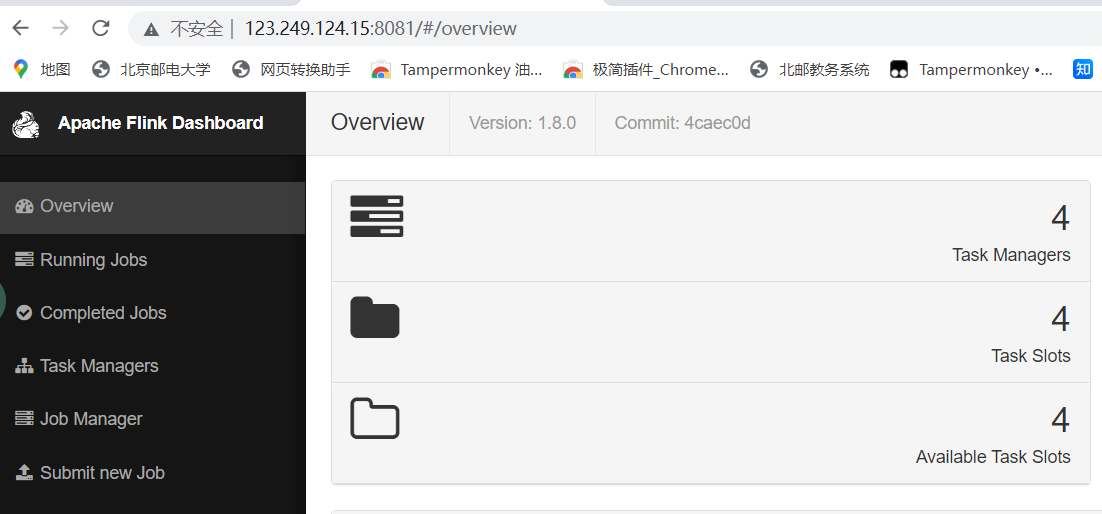 不安全 | 123.249.124.15:8081/#/overview
地图 北京邮电大学 网页转换助手 Tampermonkey 油... 极简插件_Chrome... 北邮教务系统 Tampermonkey •... 知
Apache Flink Dashboard
Overview Version: 1.8.0 Commit: 4caec0d
Overview
Running Jobs
Completed Jobs
Task Managers
Job Manager
Submit new Job
4
Task Managers
4
Task Slots
4
Available Task Slots